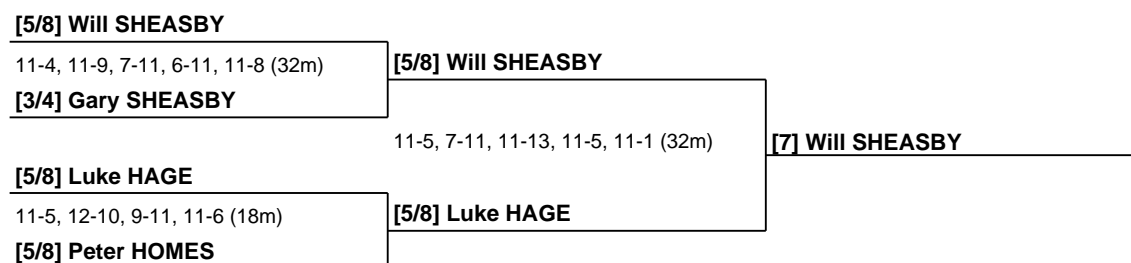 [5/8] Will SHEASBY
11-4, 11-9, 7-11, 6-11, 11-8 (32m)
[5/8] Will SHEASBY
[3/4] Gary SHEASBY
11-5, 7-11, 11-13, 11-5, 11-1 (32m)
[7] Will SHEASBY
[5/8] Luke HAGE
11-5, 12-10, 9-11, 11-6 (18m)
[5/8] Luke HAGE
[5/8] Peter HOMES